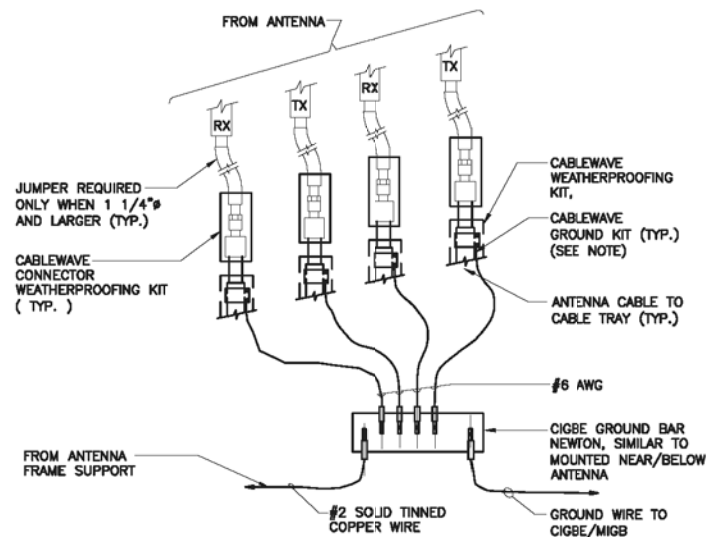 FROM ANTENNA
RX
TX
RX
TX
JUMPER REQUIRED
ONLY WHEN 1 1/4"ø
AND LARGER (TYP.)
CABLEWAVE
CONNECTOR
WEATHERPROOFING KIT
( TYP. )
CABLEWAVE
WEATHERPROOFING
KIT,
CABLEWAVE
GROUND KIT (TYP.)
(SEE NOTE)
ANTENNA CABLE TO
CABLE TRAY (TYP.)
#6 AWG
CIGBE GROUND BAR
NEWTON, SIMILAR TO
MOUNTED NEAR/BELOW
ANTENNA
FROM ANTENNA
FRAME SUPPORT
#2 SOLID TINNED
COPPER WIRE
GROUND WIRE TO
CIGBE/MIGB